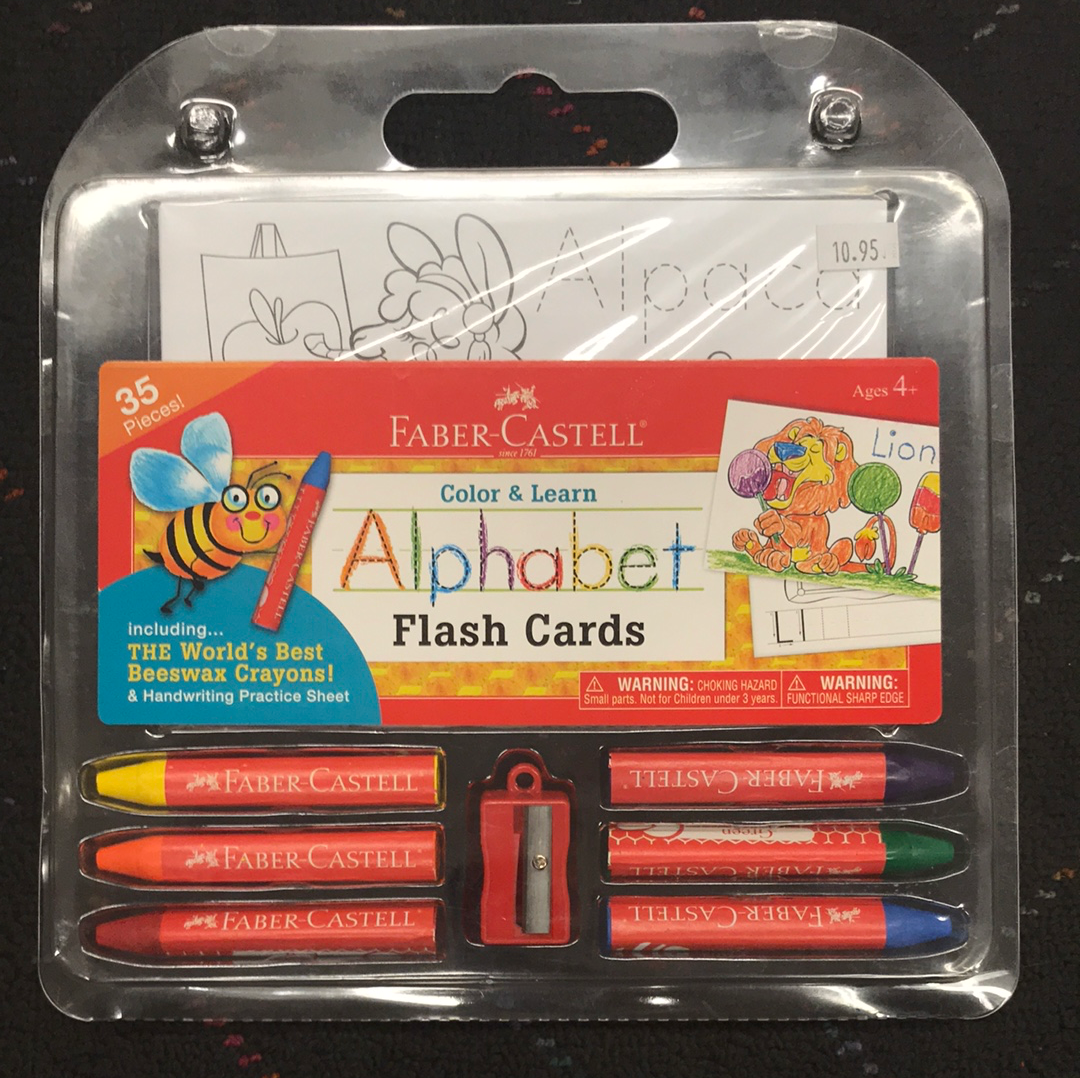 Alpaca
10.95
35
Pieces!
Ages 4+
FABER-CASTELL®
since 1761
Lion
Color & Learn
Alphabet
Flash Cards
FABER-CASTELL
Ll
including...
THE World's Best
Beeswax Crayons!
& Handwriting Practice Sheet
WARNING: CHOKING HAZARD
Small parts. Not for Children under 3 years.
WARNING:
FUNCTIONAL SHARP EDGE
FABER-CASTELL
FABER-CASTELL
Green
FABER-CASTELL
FABER-CASTELL
FABER-CASTELL
FABER-CASTELL